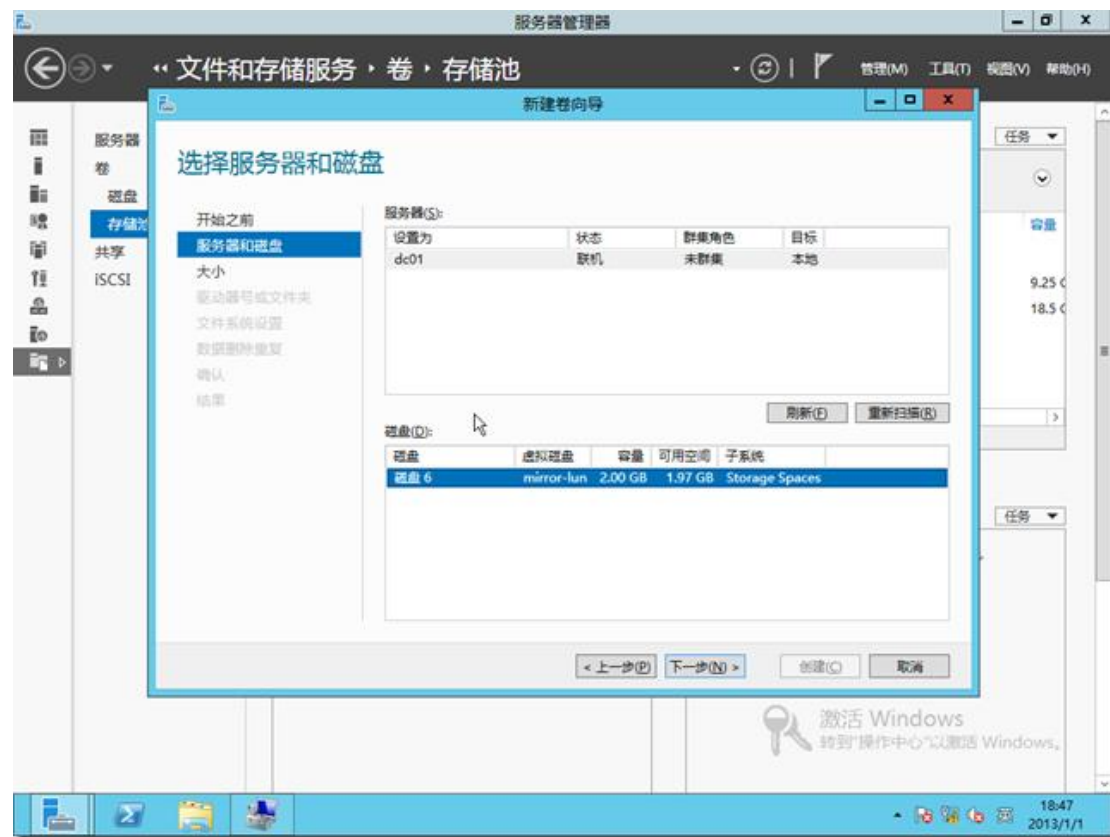 服务器管理器
文件和存储服务 · 卷 · 存储池
管理(M) 工具(T) 视图(V) 帮助(H)
新建卷向导
服务器
卷
磁盘
存储池
共享
iSCSI
任务
容量
9.25
18.5
选择服务器和磁盘
开始之前
服务器和磁盘
大小
驱动器号或文件夹
文件系统设置
数据删除重复
确认
结果
服务器(S):
设置为 状态 群集角色 目标
dc01 联机 未群集 本地
刷新(F) 重新扫描(R)
磁盘(D):
磁盘 虚拟磁盘 容量 可用空间 子系统
磁盘 6 mirror-lun 2.00 GB 1.97 GB Storage Spaces
任务
< 上一步(P) 下一步(N) > 创建(C) 取消
激活 Windows
转到"操作中心"以激活 Windows。
18:47
2013/1/1